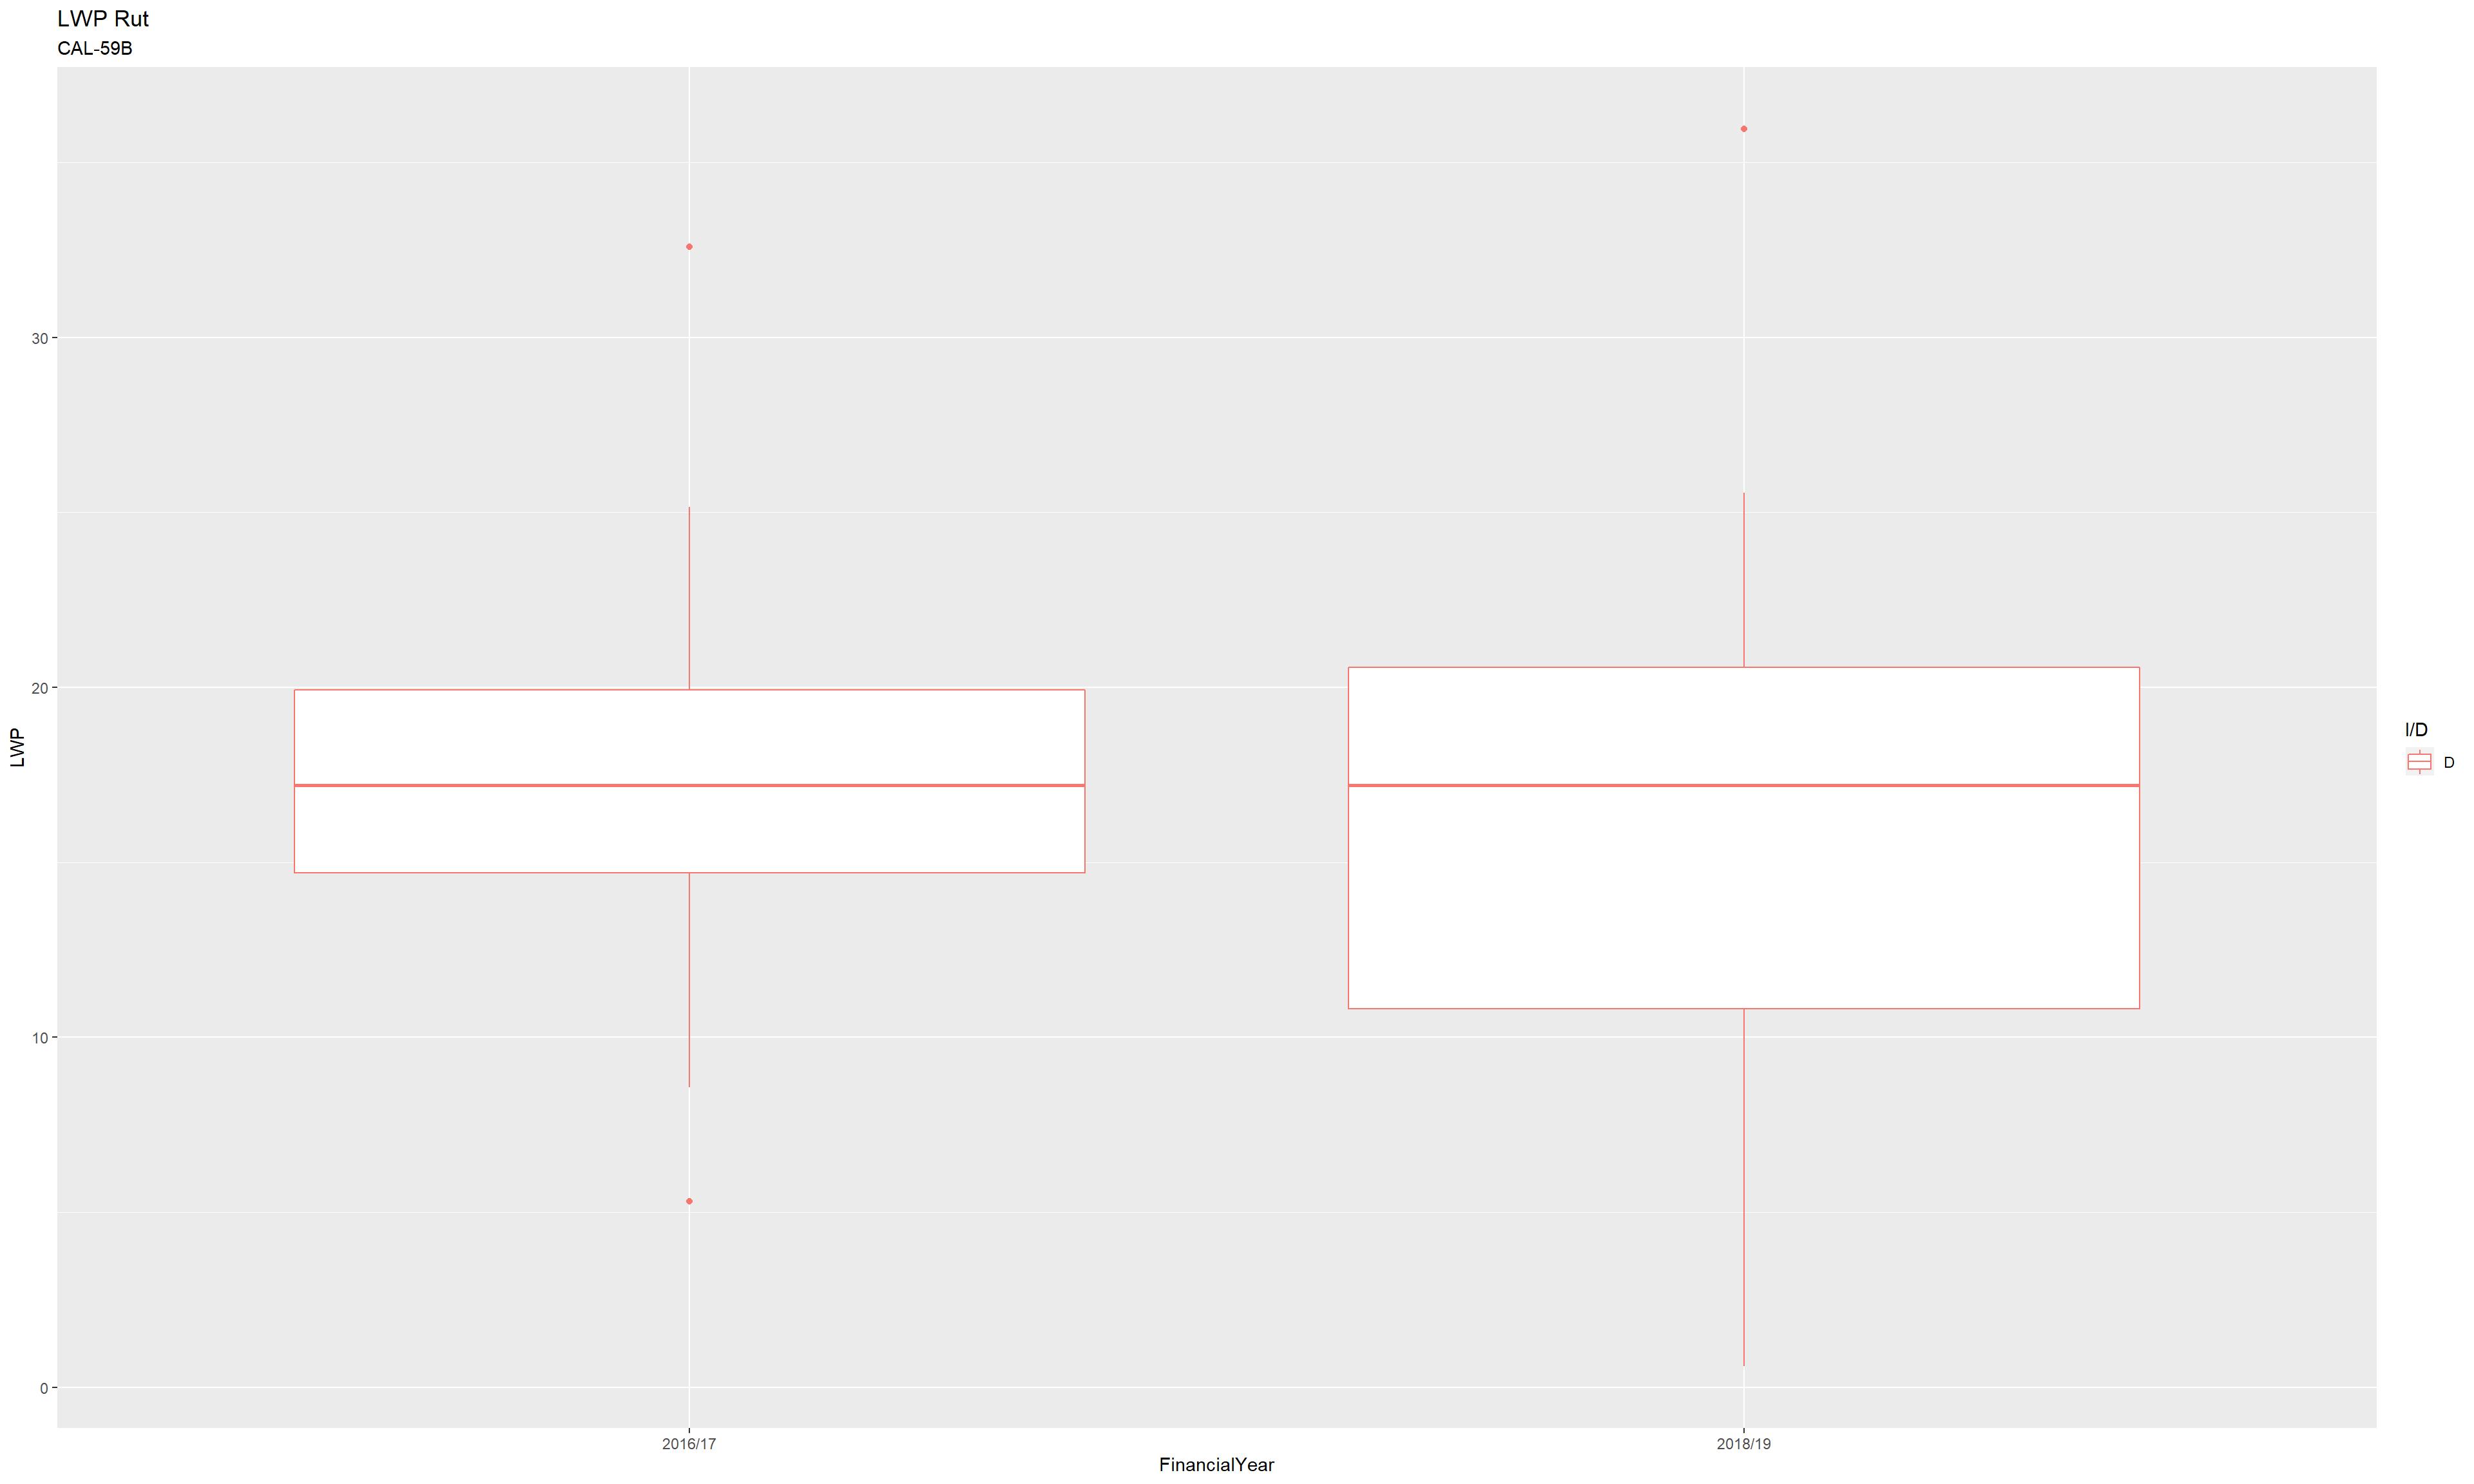 LWP Rut
CAL-59B
30
20
10
0
LWP
2016/17
2018/19
FinancialYear
I/D
D